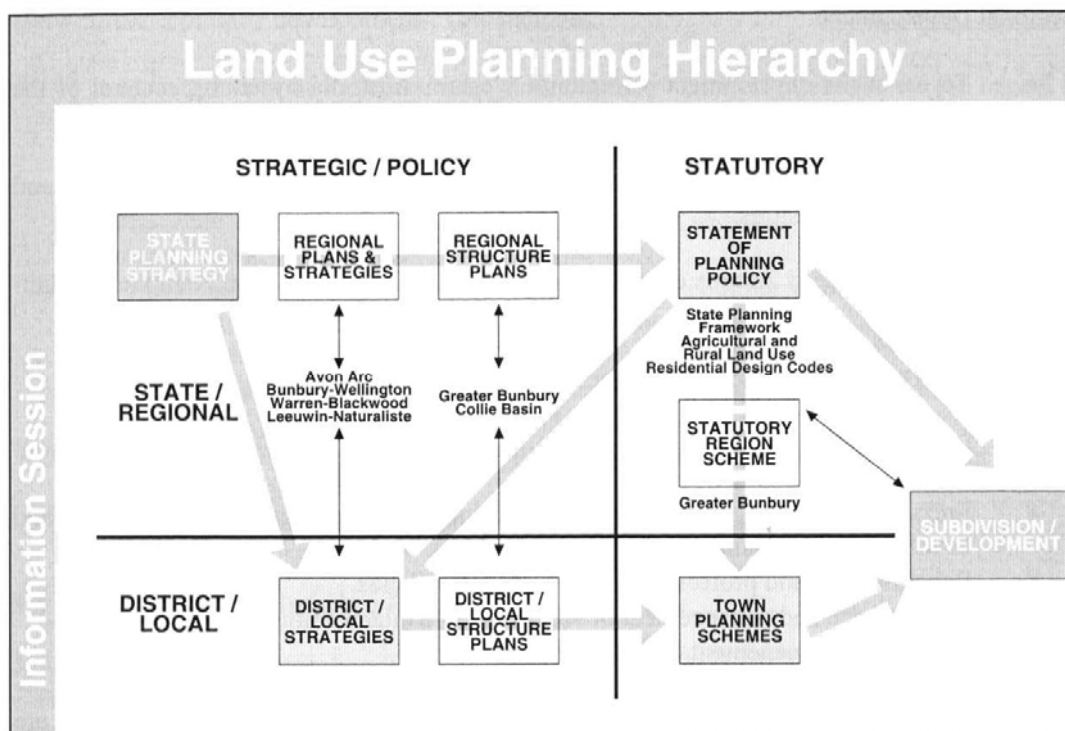 Land Use Planning Hierarchy
Information Session
STRATEGIC / POLICY
STATUTORY
STATE
PLANNING
STRATEGY
REGIONAL
PLANS &
STRATEGIES
REGIONAL
STRUCTURE
PLANS
STATEMENT
OF
PLANNING
POLICY
STATE /
REGIONAL
Avon Arc
Bunbury-Wellington
Warren-Blackwood
Leeuwin-Naturaliste
Greater Bunbury
Collie Basin
State Planning
Framework
Agricultural and
Rural Land Use
Residential Design Codes
STATUTORY
REGION
SCHEME
Greater Bunbury
SUBDIVISION /
DEVELOPMENT
DISTRICT /
LOCAL
DISTRICT /
LOCAL
STRATEGIES
DISTRICT /
LOCAL
STRUCTURE
PLANS
TOWN
PLANNING
SCHEMES